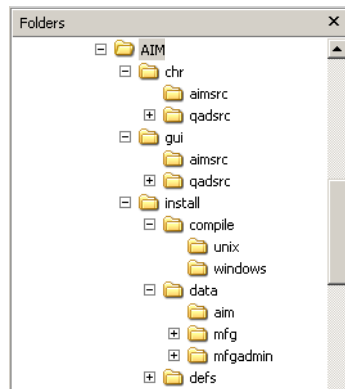 Folders
AIM
chr
aimsrc
qadsrc
gui
aimsrc
qadsrc
install
compile
unix
windows
data
aim
mfg
mfgadmin
defs